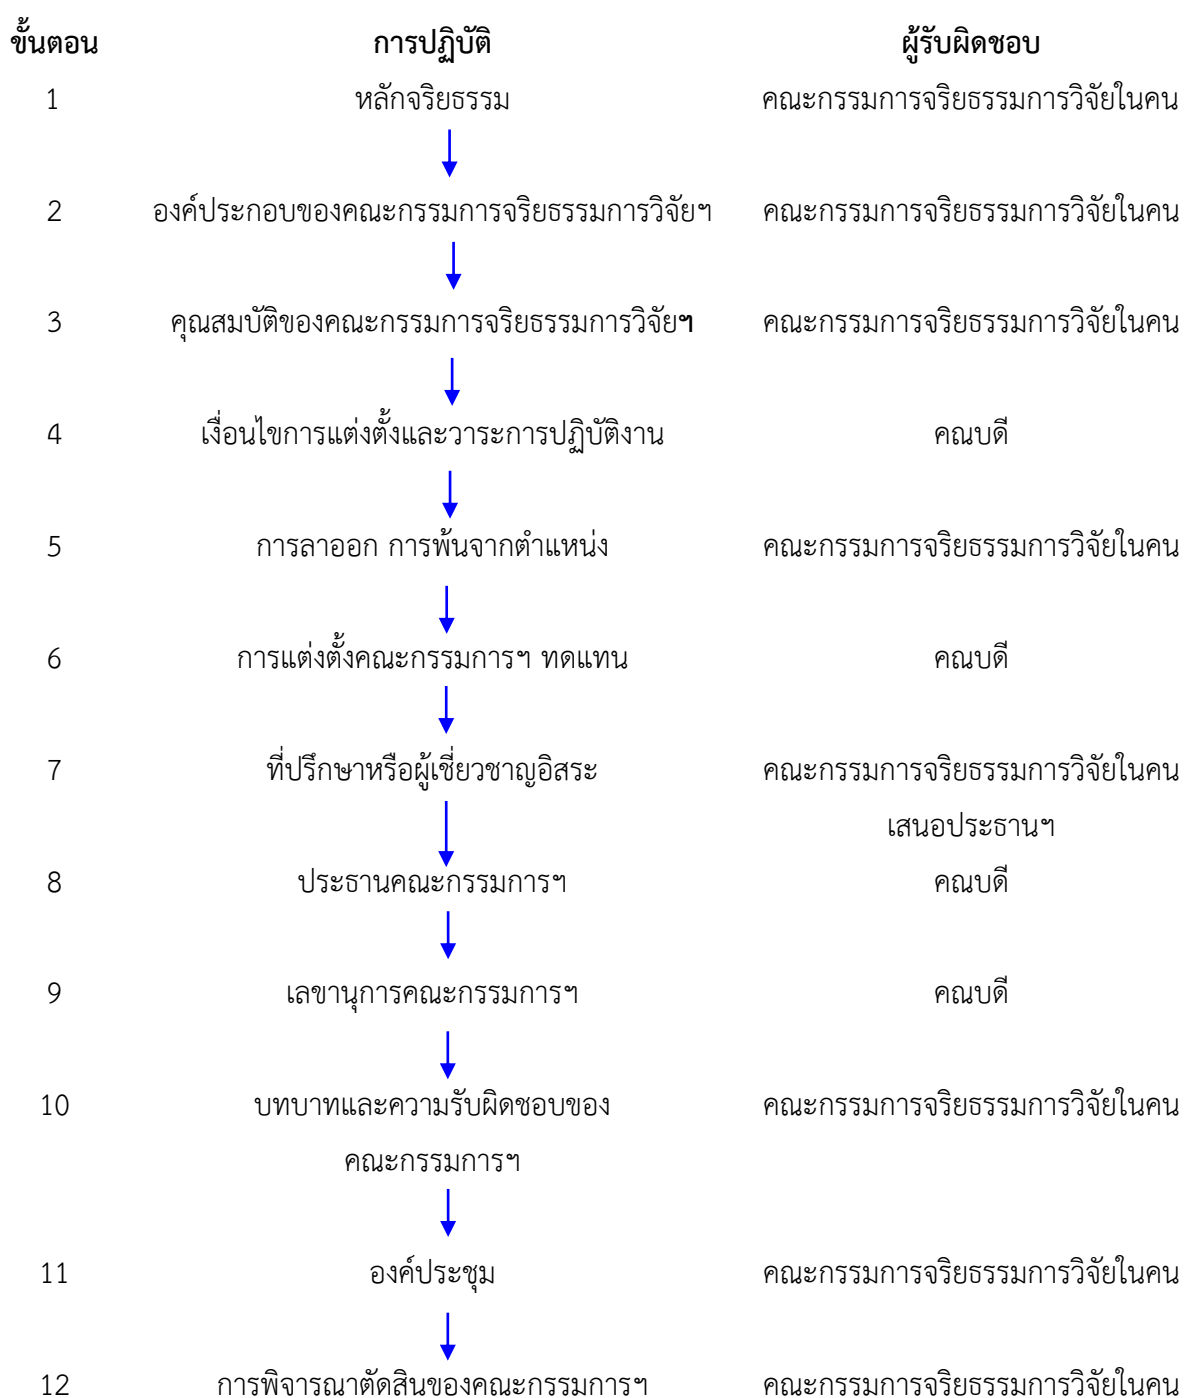 ขั้นตอน การปฏิบัติ ผู้รับผิดชอบ
1 หลักจริยธรรม คณะกรรมการจริยธรรมการวิจัยในคน
2 องค์ประกอบของคณะกรรมการจริยธรรมการวิจัยฯ คณะกรรมการจริยธรรมการวิจัยในคน
3 คุณสมบัติของคณะกรรมการจริยธรรมการวิจัยฯ คณะกรรมการจริยธรรมการวิจัยในคน
4 เงื่อนไขการแต่งตั้งและวาระการปฏิบัติงาน คณบดี
5 การลาออก การพ้นจากตำแหน่ง คณะกรรมการจริยธรรมการวิจัยในคน
6 การแต่งตั้งคณะกรรมการฯ ทดแทน คณบดี
7 ที่ปรึกษาหรือผู้เชี่ยวชาญอิสระ คณะกรรมการจริยธรรมการวิจัยในคน
เสนอประธานฯ
8 ประธานคณะกรรมการฯ คณบดี
9 เลขานุการคณะกรรมการฯ คณบดี
10 บทบาทและความรับผิดชอบของ คณะกรรมการจริยธรรมการวิจัยในคน
คณะกรรมการฯ
11 องค์ประชุม คณะกรรมการจริยธรรมการวิจัยในคน
12 การพิจารณาตัดสินของคณะกรรมการฯ คณะกรรมการจริยธรรมการวิจัยในคน